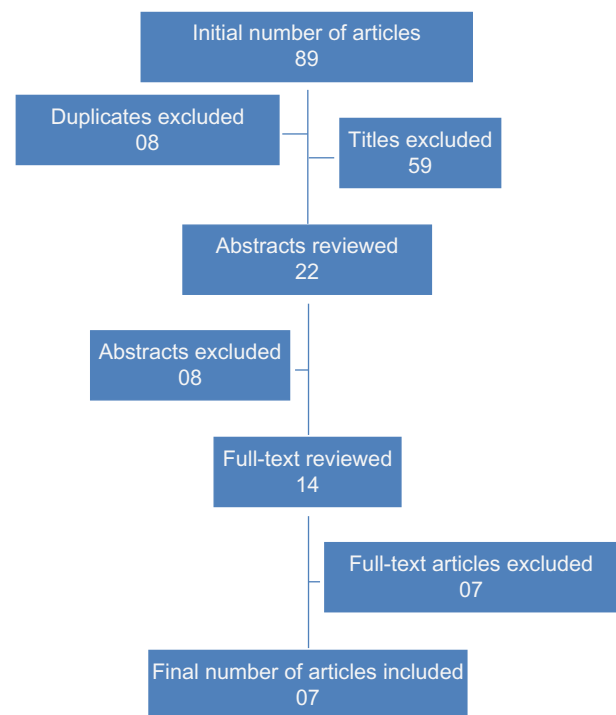 Initial number of articles
89
Duplicates excluded
08
Titles excluded
59
Abstracts reviewed
22
Abstracts excluded
08
Full-text reviewed
14
Full-text articles excluded
07
Final number of articles included
07